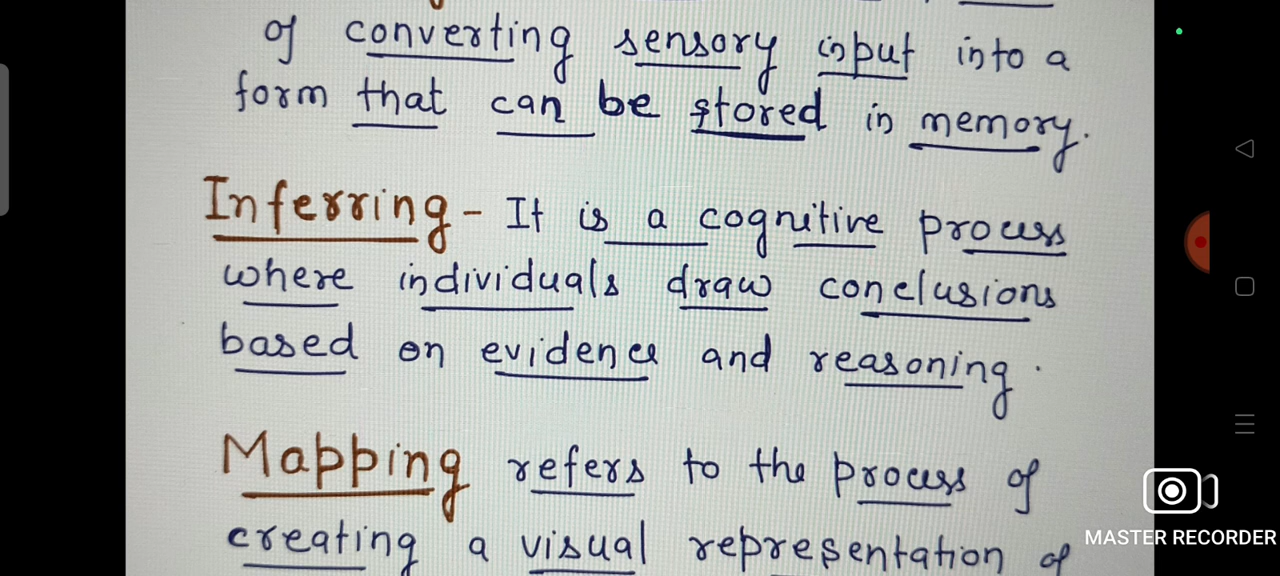 of converting sensory input into a
form that can be stored in memory.
Inferring - It is a cognitive process
where individuals draw conclusions
based on evidence and reasoning.
Mapping refers to the process of
creating a visual representation of
MASTER RECORDER